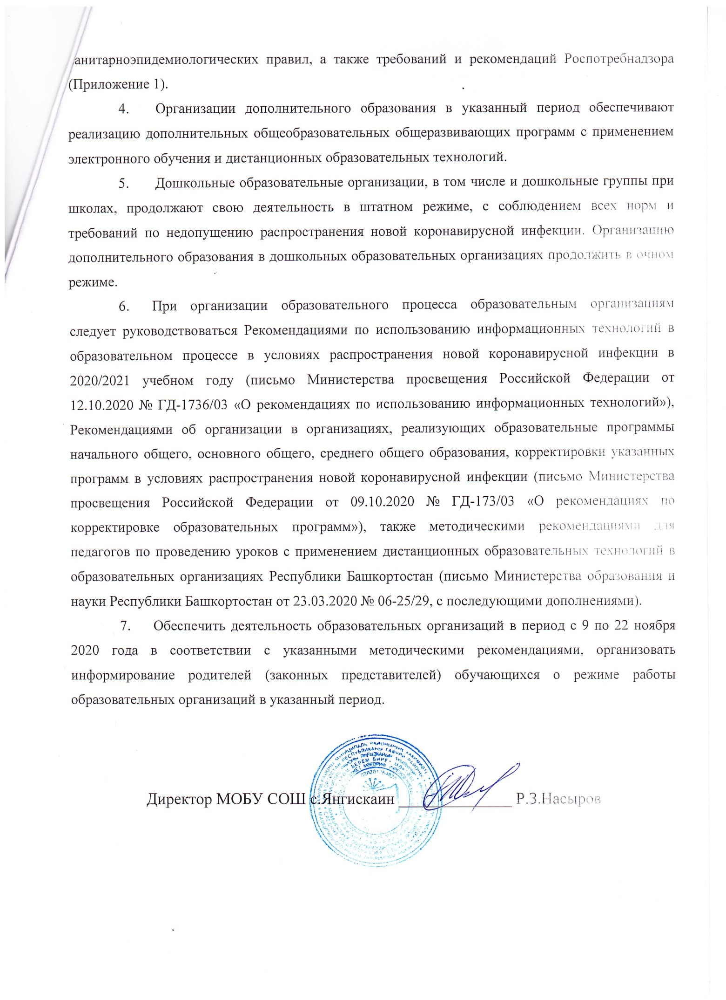 анитарноэпидемиологических правил, а также требований и рекомендаций Роспотребнадзора
(Приложение 1).
4. Организации дополнительного образования в указанный период обеспечивают
реализацию дополнительных общеобразовательных общеразвивающих программ с применением
электронного обучения и дистанционных образовательных технологий.
5. Дошкольные образовательные организации, в том числе и дошкольные группы при
школах, продолжают свою деятельность в штатном режиме, с соблюдением всех норм и
требований по недопущению распространения новой коронавирусной инфекции. Организацию
дополнительного образования в дошкольных образовательных организациях продолжить в очном
режиме.
6. При организации образовательного процесса образовательным организациям
следует руководствоваться Рекомендациями по использованию информационных технологий в
образовательном процессе в условиях распространения новой коронавирусной инфекции в
2020/2021 учебном году (письмо Министерства просвещения Российской Федерации от
12.10.2020 № ГД-1736/03 «О рекомендациях по использованию информационных технологий»),
Рекомендациями об организации в организациях, реализующих образовательные программы
начального общего, основного общего, среднего общего образования, корректировки указанных
программ в условиях распространения новой коронавирусной инфекции (письмо Министерства
просвещения Российской Федерации от 09.10.2020 № ГД-173/03 «О рекомендациях по
корректировке образовательных программ»), также методическими рекомендациями для
педагогов по проведению уроков с применением дистанционных образовательных технологий в
образовательных организациях Республики Башкортостан (письмо Министерства образования и
науки Республики Башкортостан от 23.03.2020 № 06-25/29, с последующими дополнениями).
7. Обеспечить деятельность образовательных организаций в период с 9 по 22 ноября
2020 года в соответствии с указанными методическими рекомендациями, организовать
информирование родителей (законных представителей) обучающихся о режиме работы
образовательных организаций в указанный период.
Директор МОБУ СОШ с.Янгискаин ________________ Р.З.Насыров